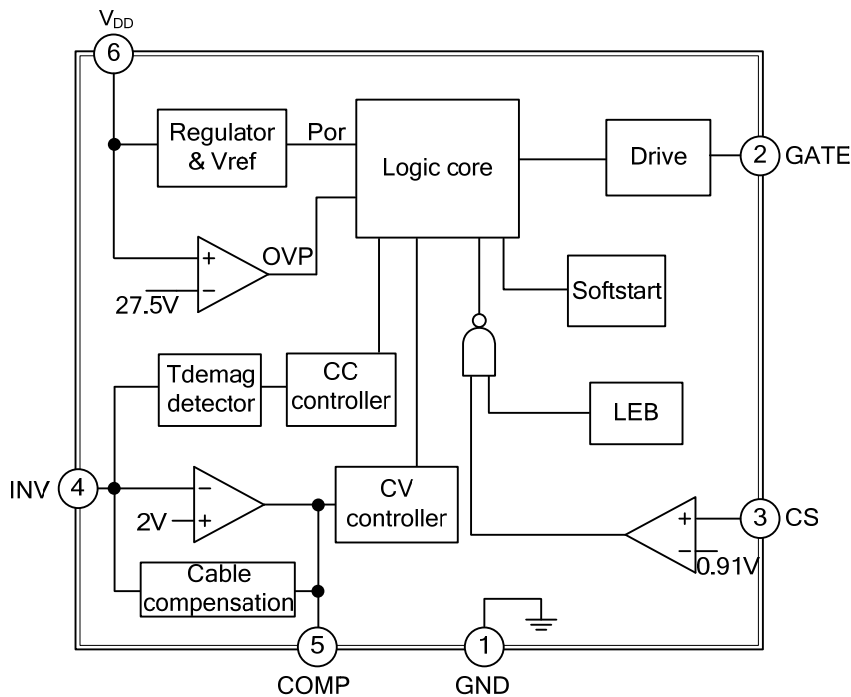 VDD
6
Regulator
& Vref
Por
Logic core
Drive
2
GATE
+
OVP
−
27.5V
Softstart
Tdemag
detector
CC
controller
LEB
INV
4
−
2V
+
CV
controller
+
3
CS
−
0.91V
Cable
compensation
5
1
COMP
GND